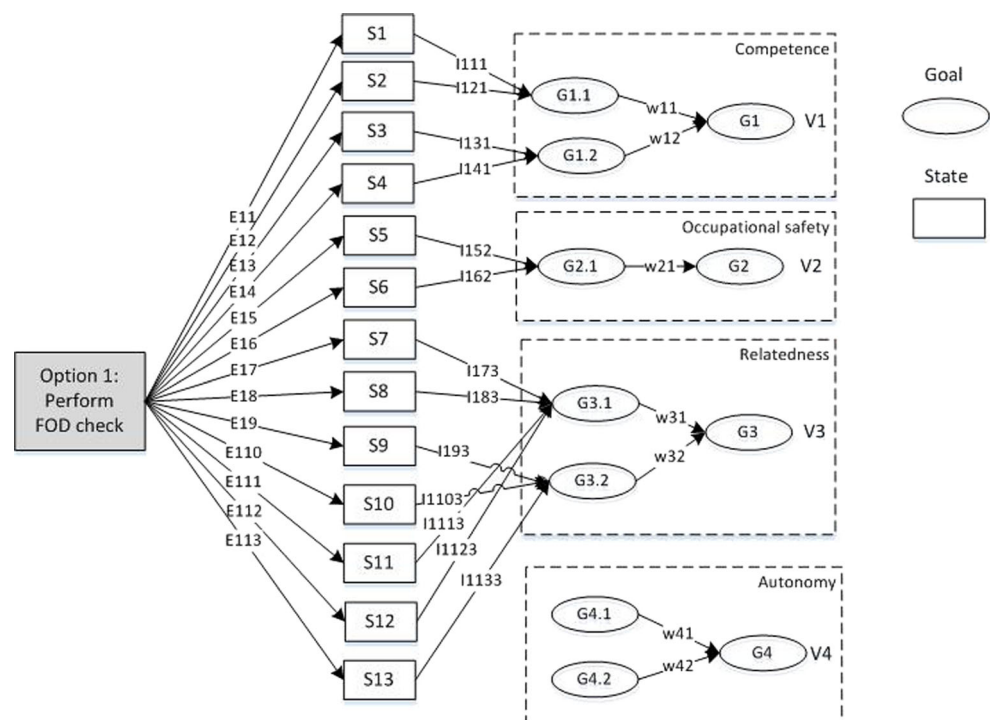 S1
S2
S3
S4
S5
S6
S7
S8
S9
S10
S11
S12
S13
E11
E12
E13
E14
E15
E16
E17
E18
E19
E110
E111
E112
E113
Option 1:
Perform
FOD check
I111
I121
I131
I141
I152
I162
I173
I183
I193
I1103
I1113
I1123
I1133
Competence
G1.1
w11
G1
V1
w12
G1.2
Occupational safety
G2.1
w21
G2
V2
Relatedness
G3.1
w31
G3
V3
w32
G3.2
Autonomy
G4.1
w41
G4
V4
w42
G4.2
Goal
State